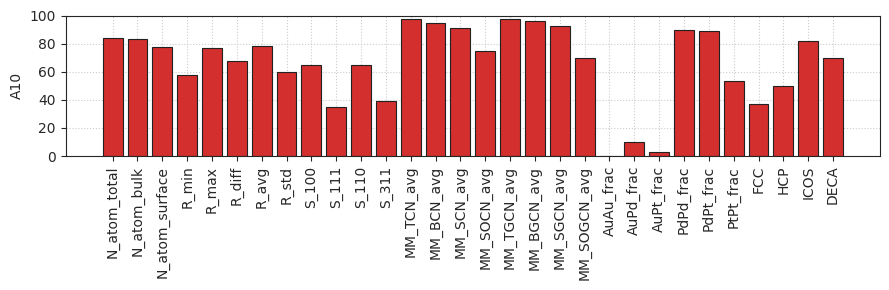 A10
100
80
60
40
20
0
N_atom_total
N_atom_bulk
N_atom_surface
R_min
R_max
R_diff
R_avg
R_std
S_100
S_111
S_110
S_311
MM_TCN_avg
MM_BCN_avg
MM_SCN_avg
MM_SOCN_avg
MM_TGCN_avg
MM_BGCN_avg
MM_SGCN_avg
MM_SOGCN_avg
AuAu_frac
AuPd_frac
AuPt_frac
PdPd_frac
PdPt_frac
PtPt_frac
FCC
HCP
ICOS
DECA